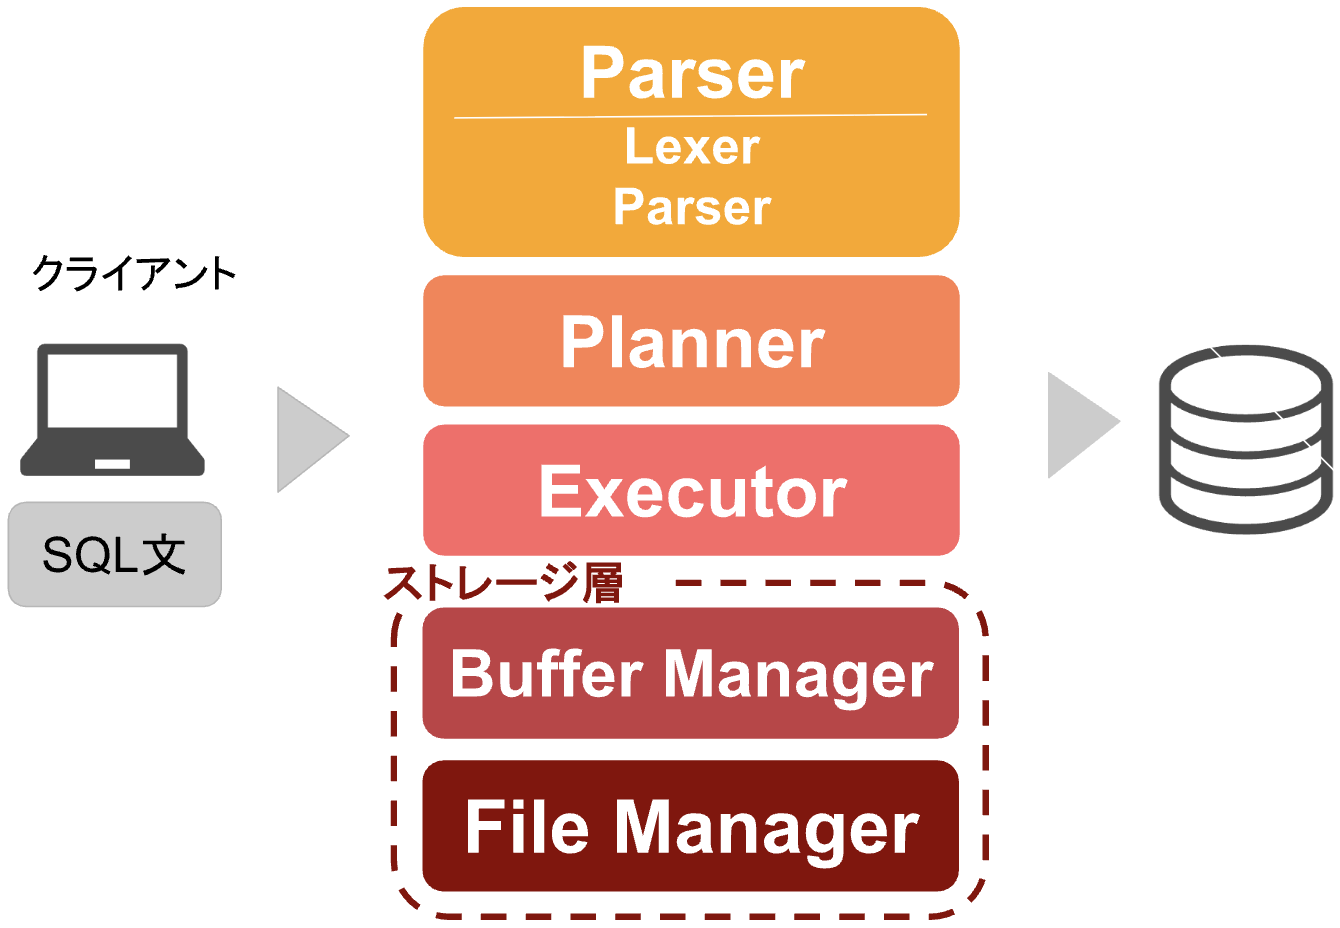 Parser
Lexer
Parser
クライアント
Planner
Executor
SQL文
ストレージ層
Buffer Manager
File Manager